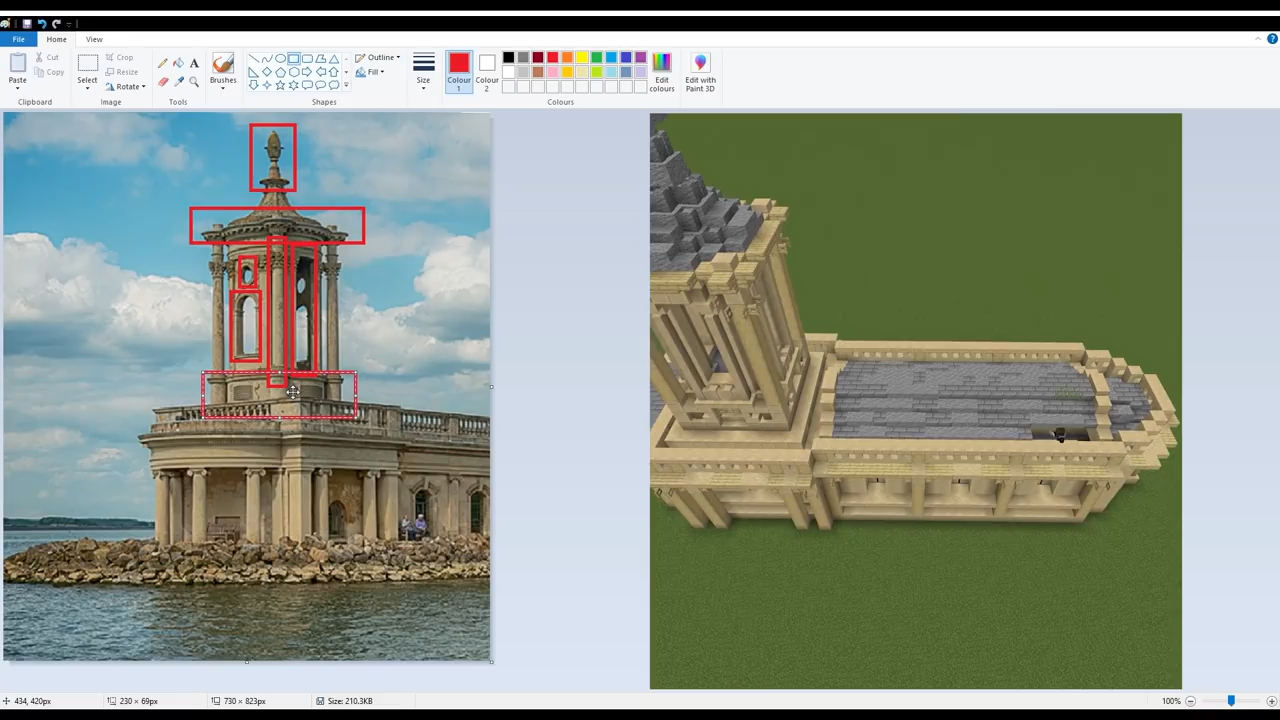 File Home View
Paste
Cut
Copy
Clipboard
Select
Crop
Resize
Rotate
Image
Tools
Brushes
Shapes
Outline
Fill
Size
Colour
1
Colour
2
Edit
colours
Colours
Edit with
Paint 3D
434, 420px 230 × 69px 730 × 823px Size: 210.3KB 100%